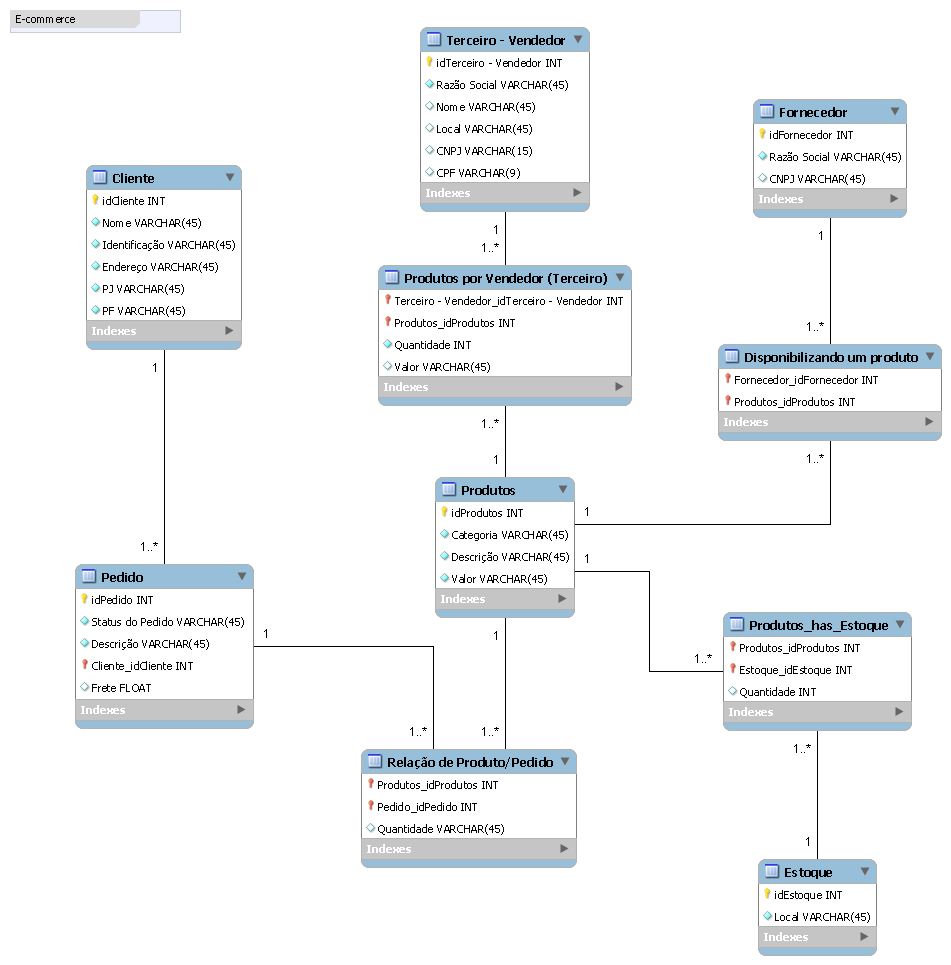 E-commerce
Terceiro - Vendedor
idTerceiro - Vendedor INT
Razão Social VARCHAR(45)
Nome VARCHAR(45)
Local VARCHAR(45)
CNPJ VARCHAR(15)
CPF VARCHAR(9)
Indexes
1
1..*
Fornecedor
idFornecedor INT
Razão Social VARCHAR(45)
CNPJ VARCHAR(45)
Indexes
1
1..*
Cliente
idCliente INT
Nome VARCHAR(45)
Identificação VARCHAR(45)
Endereço VARCHAR(45)
PJ VARCHAR(45)
PF VARCHAR(45)
Indexes
1
1..*
Produtos por Vendedor (Terceiro)
Terceiro - Vendedor_idTerceiro - Vendedor INT
Produtos_idProdutos INT
Quantidade INT
Valor VARCHAR(45)
Indexes
1..*
1
Disponibilizando um produto
Fornecedor_idFornecedor INT
Produtos_idProdutos INT
Indexes
1..*
1
Produtos
idProdutos INT
Categoria VARCHAR(45)
Descrição VARCHAR(45)
Valor VARCHAR(45)
Indexes
1
1..*
1
1..*
Pedido
idPedido INT
Status do Pedido VARCHAR(45)
Descrição VARCHAR(45)
Cliente_idCliente INT
Frete FLOAT
Indexes
1
1..*
Produtos_has_Estoque
Produtos_idProdutos INT
Estoque_idEstoque INT
Quantidade INT
Indexes
1..*
1
Relação de Produto/Pedido
Produtos_idProdutos INT
Pedido_idPedido INT
Quantidade VARCHAR(45)
Indexes
Estoque
idEstoque INT
Local VARCHAR(45)
Indexes